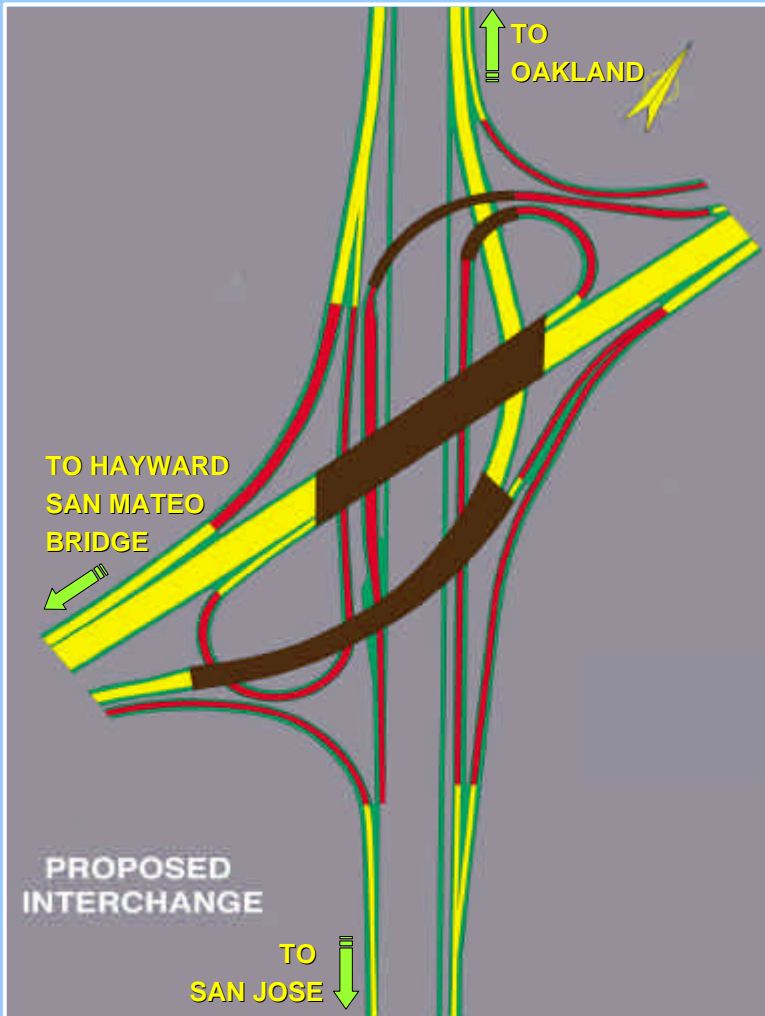 TO
OAKLAND
TO HAYWARD
SAN MATEO
BRIDGE
PROPOSED
INTERCHANGE
TO
SAN JOSE